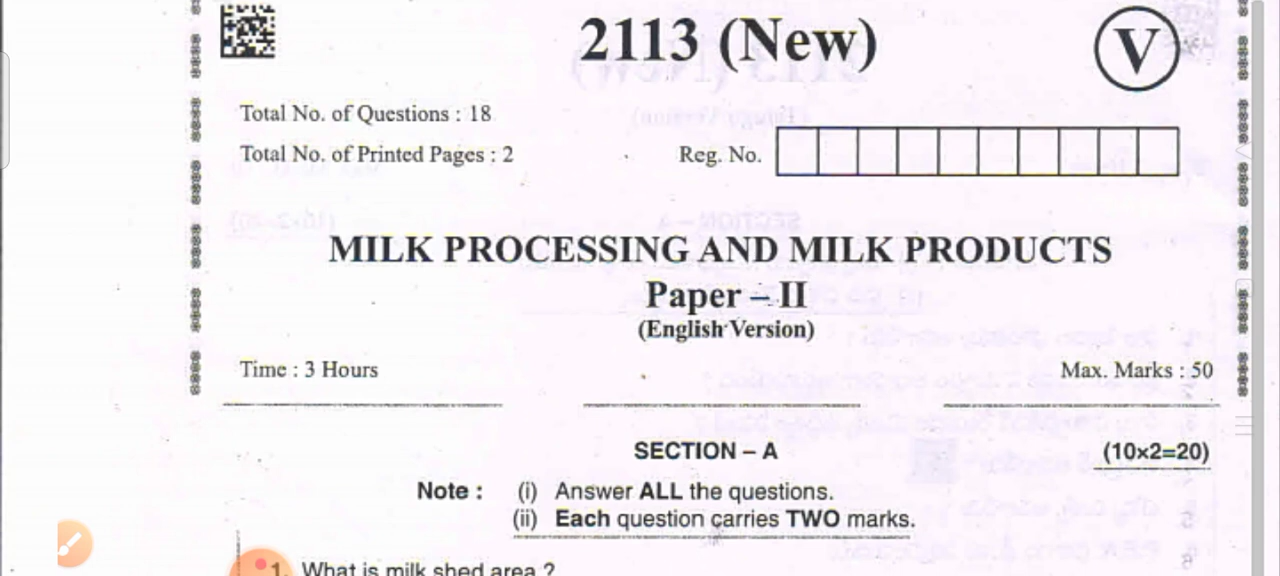 2113 (New)
V
Total No. of Questions : 18
Total No. of Printed Pages : 2
Reg. No.
MILK PROCESSING AND MILK PRODUCTS
Paper – II
(English Version)
Time : 3 Hours
Max. Marks : 50
SECTION – A
(10×2=20)
Note : (i) Answer ALL the questions.
(ii) Each question carries TWO marks.
1. What is milk shed area ?